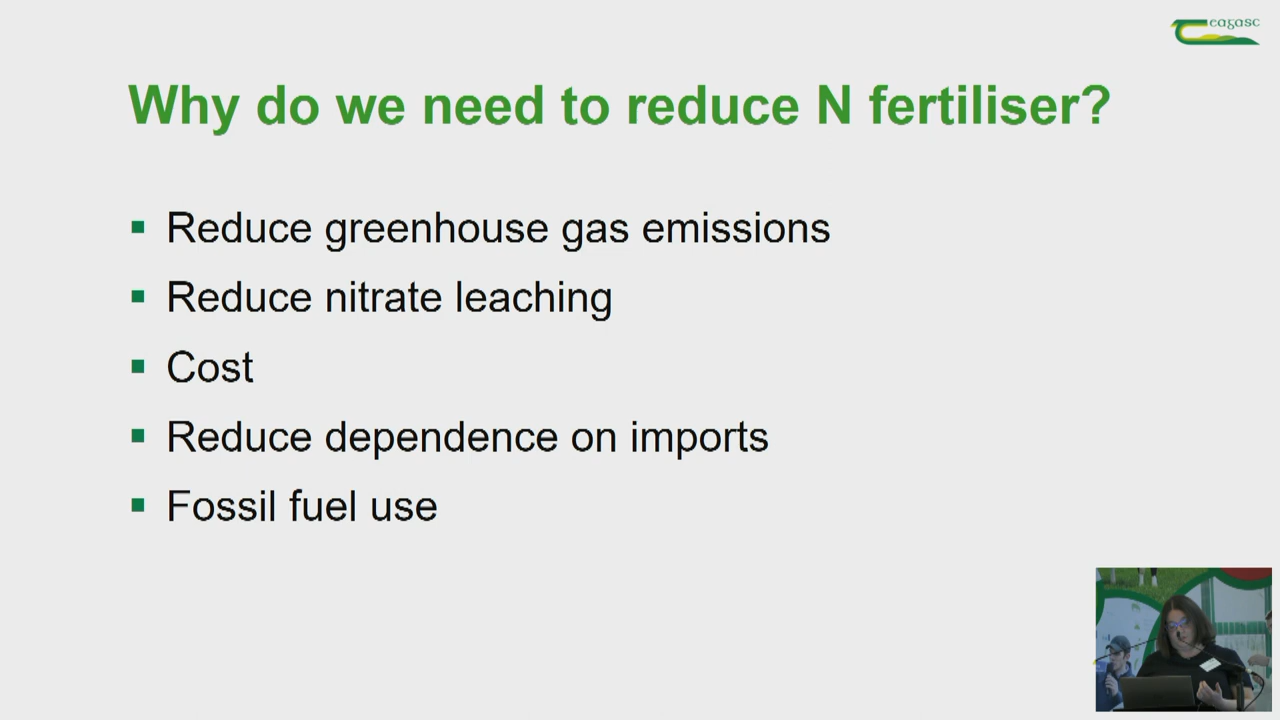 Teagasc
Why do we need to reduce N fertiliser?
Reduce greenhouse gas emissions
Reduce nitrate leaching
Cost
Reduce dependence on imports
Fossil fuel use